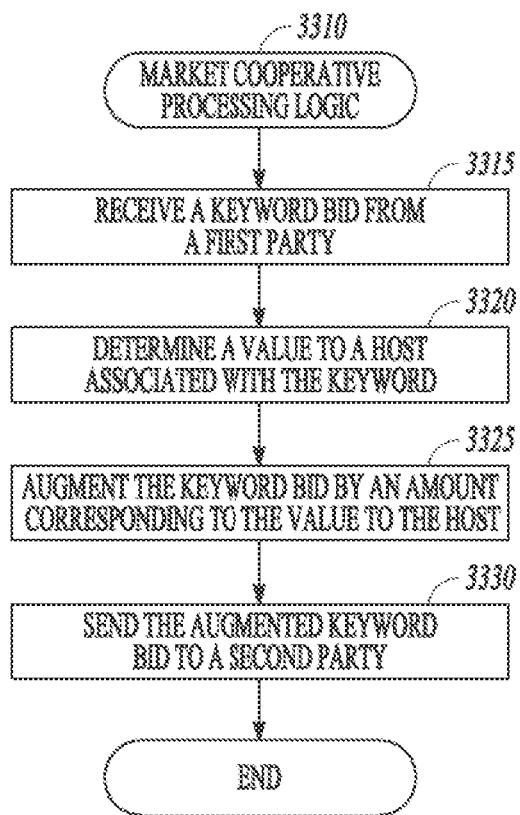 3310
MARKET COOPERATIVE
PROCESSING LOGIC
3315
RECEIVE A KEYWORD BID FROM
A FIRST PARTY
3320
DETERMINE A VALUE TO A HOST
ASSOCIATED WITH THE KEYWORD
3325
AUGMENT THE KEYWORD BID BY AN AMOUNT
CORRESPONDING TO THE VALUE TO THE HOST
3330
SEND THE AUGMENTED KEYWORD
BID TO A SECOND PARTY
END